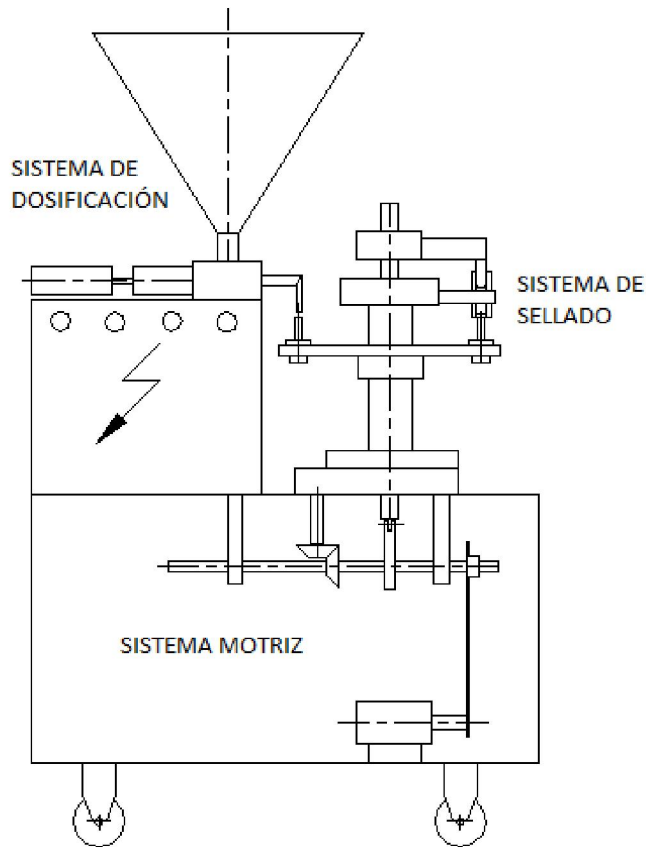 SISTEMA DE
DOSIFICACIÓN
SISTEMA DE
SELLADO
SISTEMA MOTRIZ